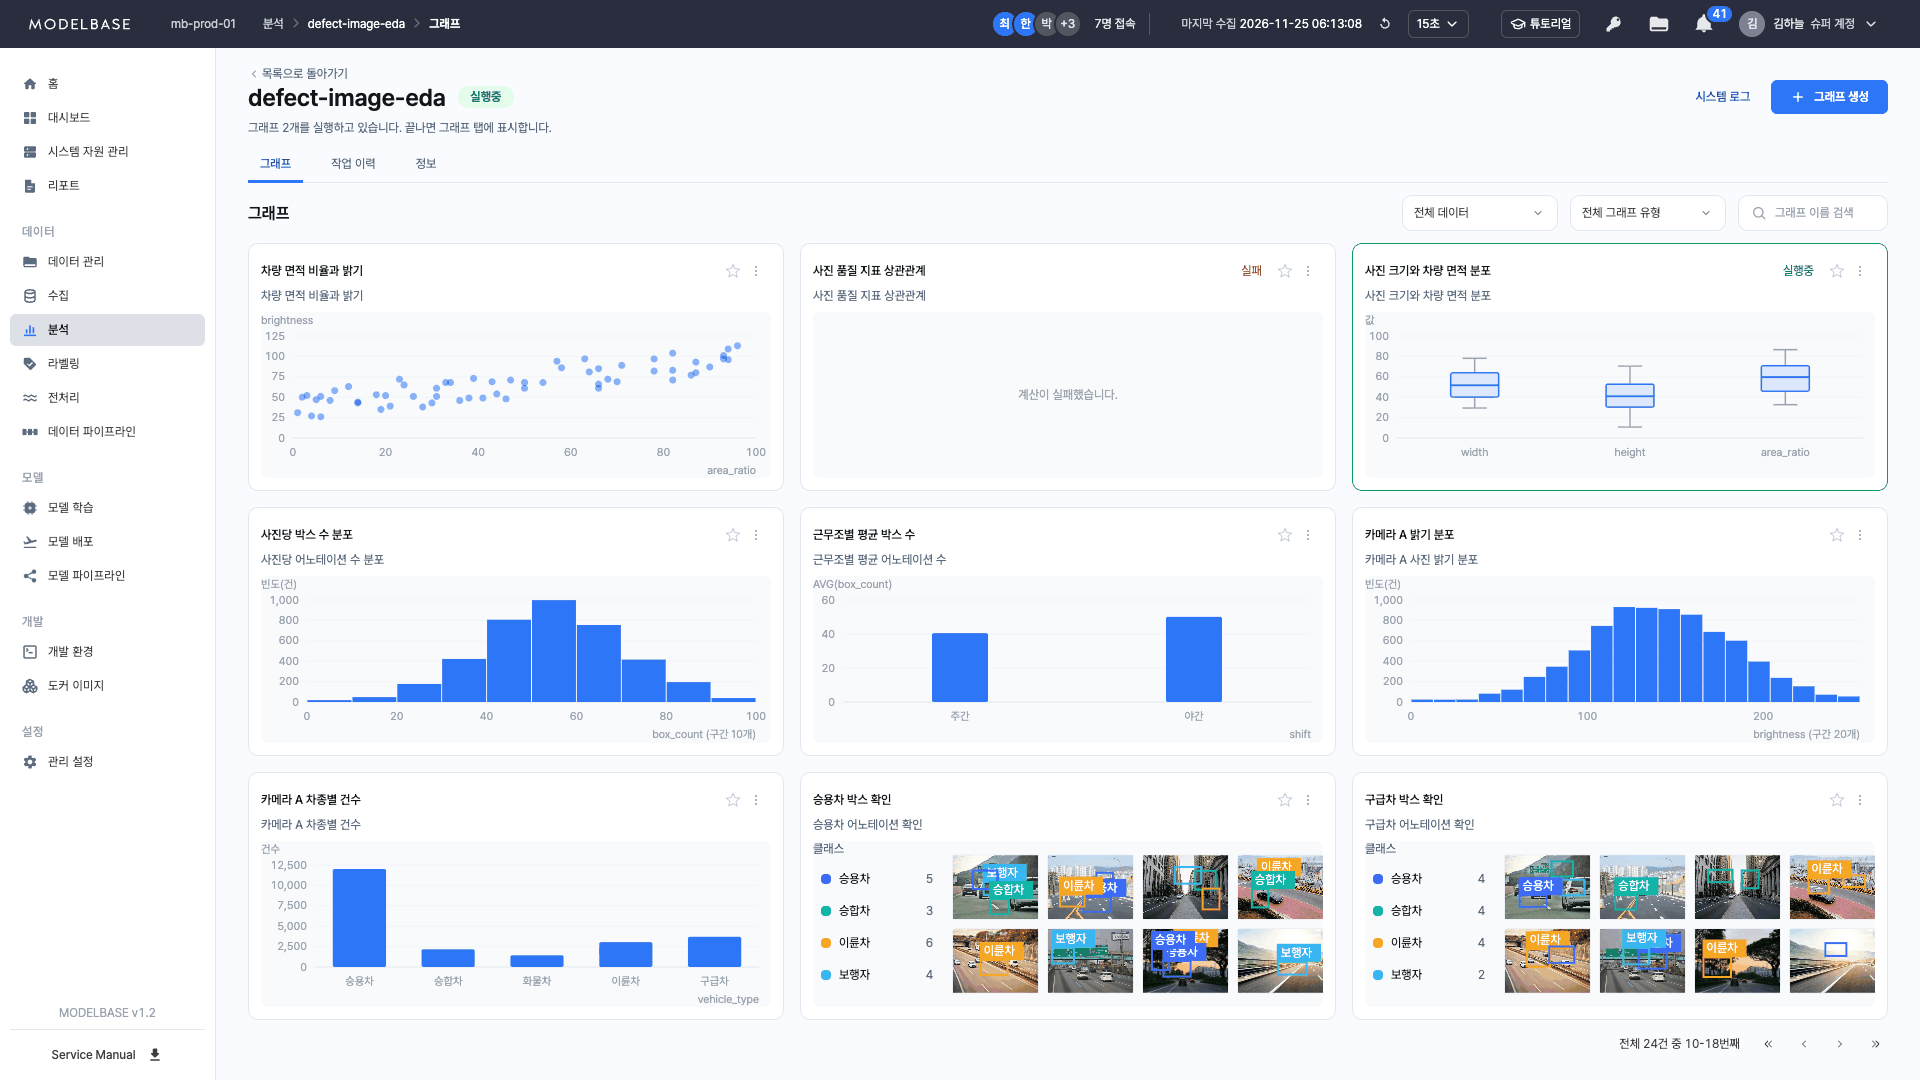 MODELBASE
mb-prod-01
분석 > defect-image-eda > 그래프
최 한 박 +3 7명 접속
마지막 수집 2026-11-25 06:13:08
15초
튜토리얼
41
김 김하늘 슈퍼 계정
홈
대시보드
시스템 자원 관리
리포트
데이터
데이터 관리
수집
분석
라벨링
전처리
데이터 파이프라인
모델
모델 학습
모델 배포
모델 파이프라인
개발
개발 환경
도커 이미지
설정
관리 설정
MODELBASE v1.2
Service Manual
목록으로 돌아가기
defect-image-eda 실행중
그래프 2개를 실행하고 있습니다. 끝나면 그래프 탭에 표시합니다.
시스템 로그
+ 그래프 생성
그래프 작업 이력 정보
그래프
전체 데이터
전체 그래프 유형
그래프 이름 검색
차량 면적 비율과 밝기
차량 면적 비율과 밝기
brightness
125
100
75
50
25
0
0 20 40 60 80 100
area_ratio
사진 품질 지표 상관관계 실패
사진 품질 지표 상관관계
계산이 실패했습니다.
사진 크기와 차량 면적 분포 실행중
사진 크기와 차량 면적 분포
값
100
80
60
40
20
0
width height area_ratio
사진당 박스 수 분포
사진당 어노테이션 수 분포
빈도(건)
1,000
800
600
400
200
0
0 20 40 60 80 100
box_count (구간 10개)
근무조별 평균 박스 수
근무조별 평균 어노테이션 수
AVG(box_count)
60
40
20
0
주간 야간
shift
카메라 A 밝기 분포
카메라 A 사진 밝기 분포
빈도(건)
1,000
800
600
400
200
0
0 100 200
brightness (구간 20개)
카메라 A 차종별 건수
카메라 A 차종별 건수
건수
12,500
10,000
7,500
5,000
2,500
0
승용차 승합차 화물차 이륜차 구급차
vehicle_type
승용차 박스 확인
승용차 어노테이션 확인
클래스
승용차 5
승합차 3
이륜차 6
보행자 4
보행자
승합차
이륜차
이륜차
승합차
이륜차
보행자
승용차
보행자
구급차 박스 확인
구급차 어노테이션 확인
클래스
승용차 4
승합차 4
이륜차 4
보행자 2
승용차
승합차
이륜차
이륜차
보행자
이륜차
전체 24건 중 10-18번째